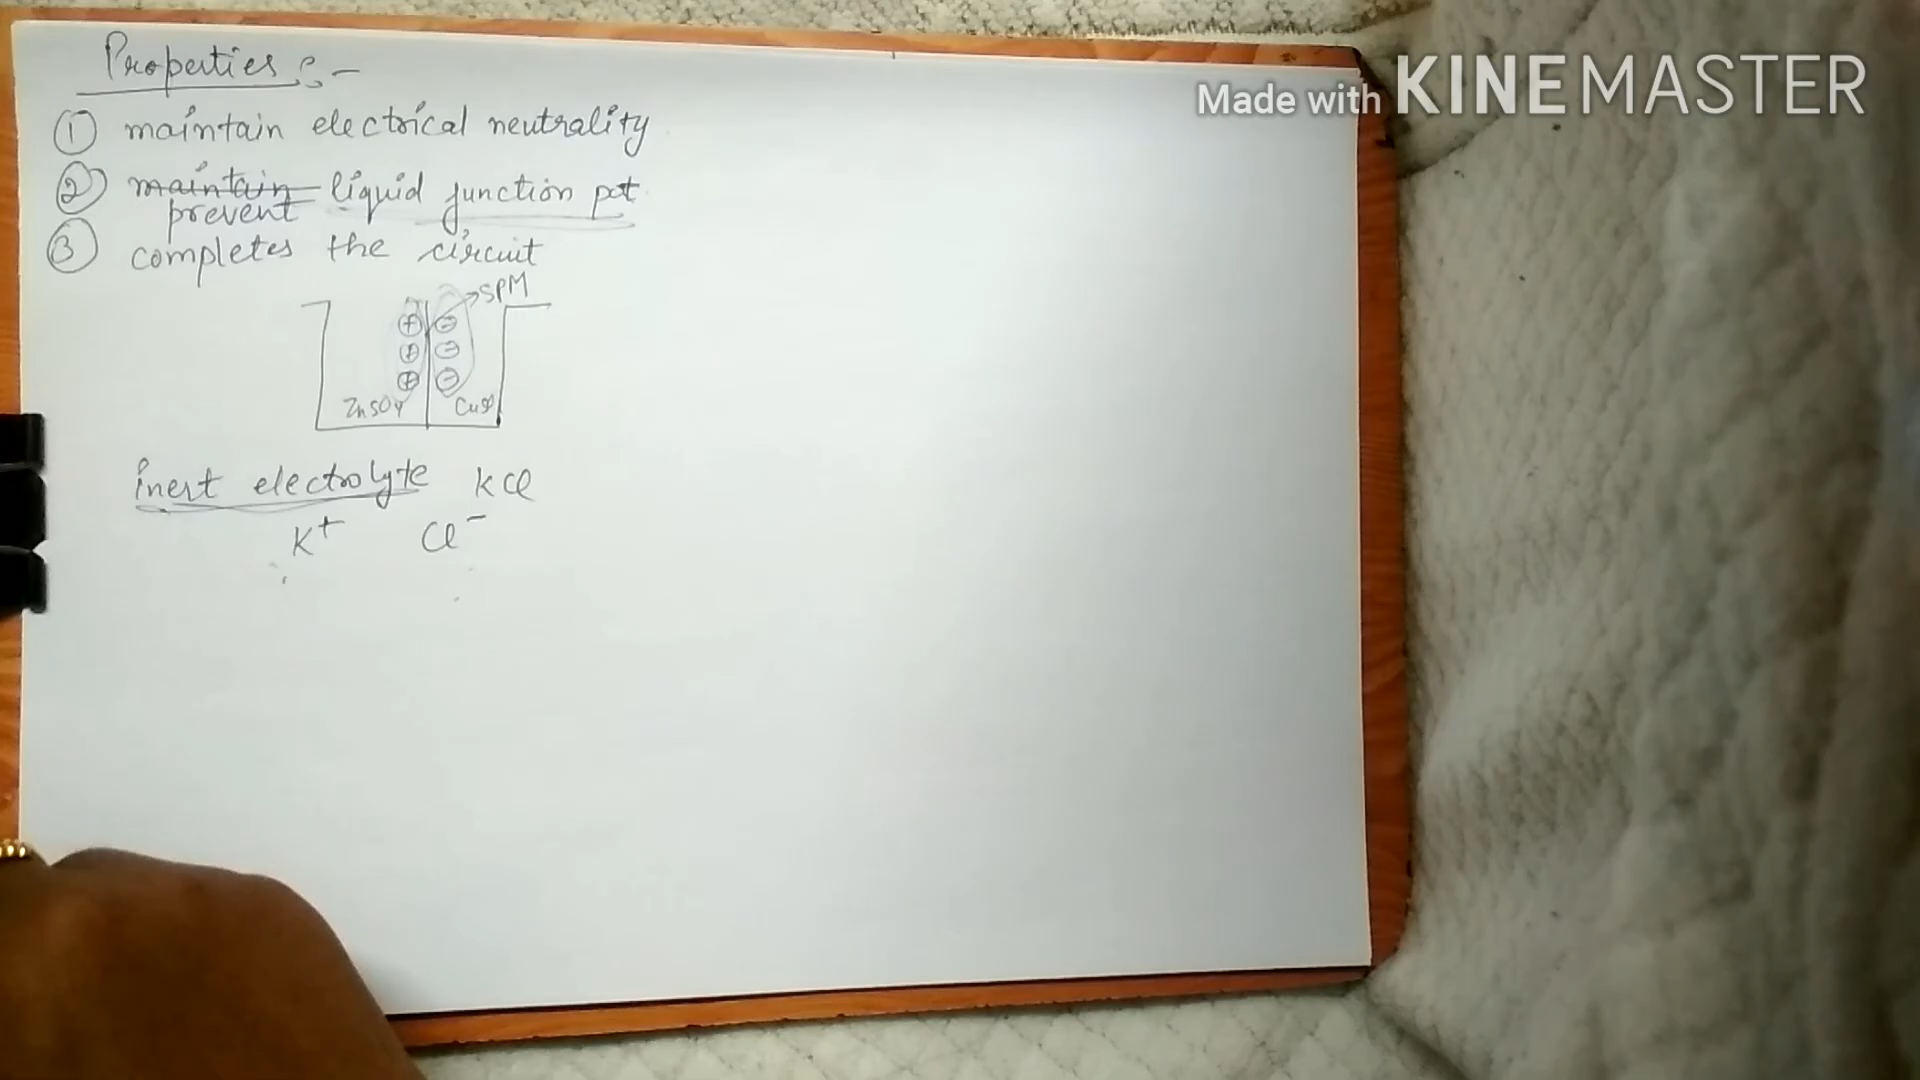 Properties :-
① maintain electrical neutrality
② maintain liquid junction pot
prevent
③ completes the circuit
SPM
+ -
+ -
+ -
ZnSO4
inert electrolyte KCl
K+ Cl-
Made with KINEMASTER